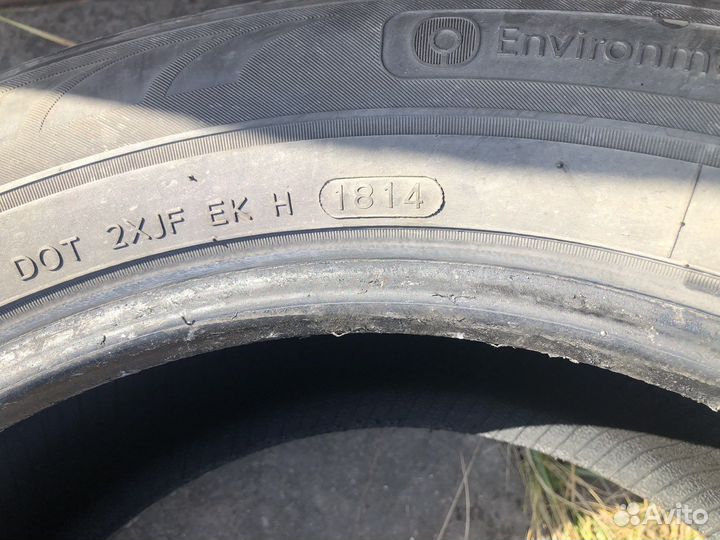 Environm
DOT 2XJF EK H 1814
Avito